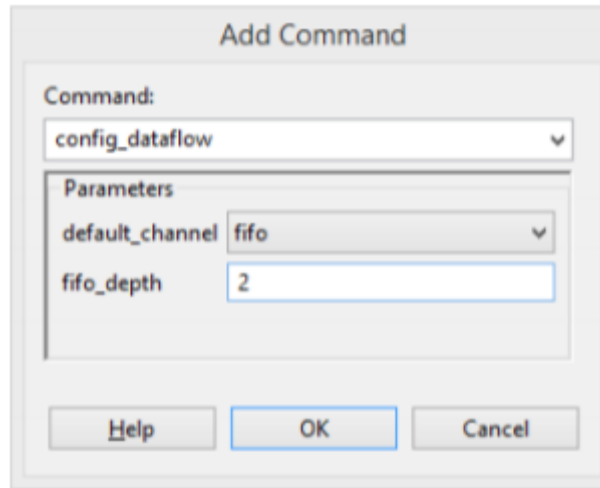 Add Command
Command:
config_dataflow
Parameters
default_channel fifo
fifo_depth 2
Help OK Cancel